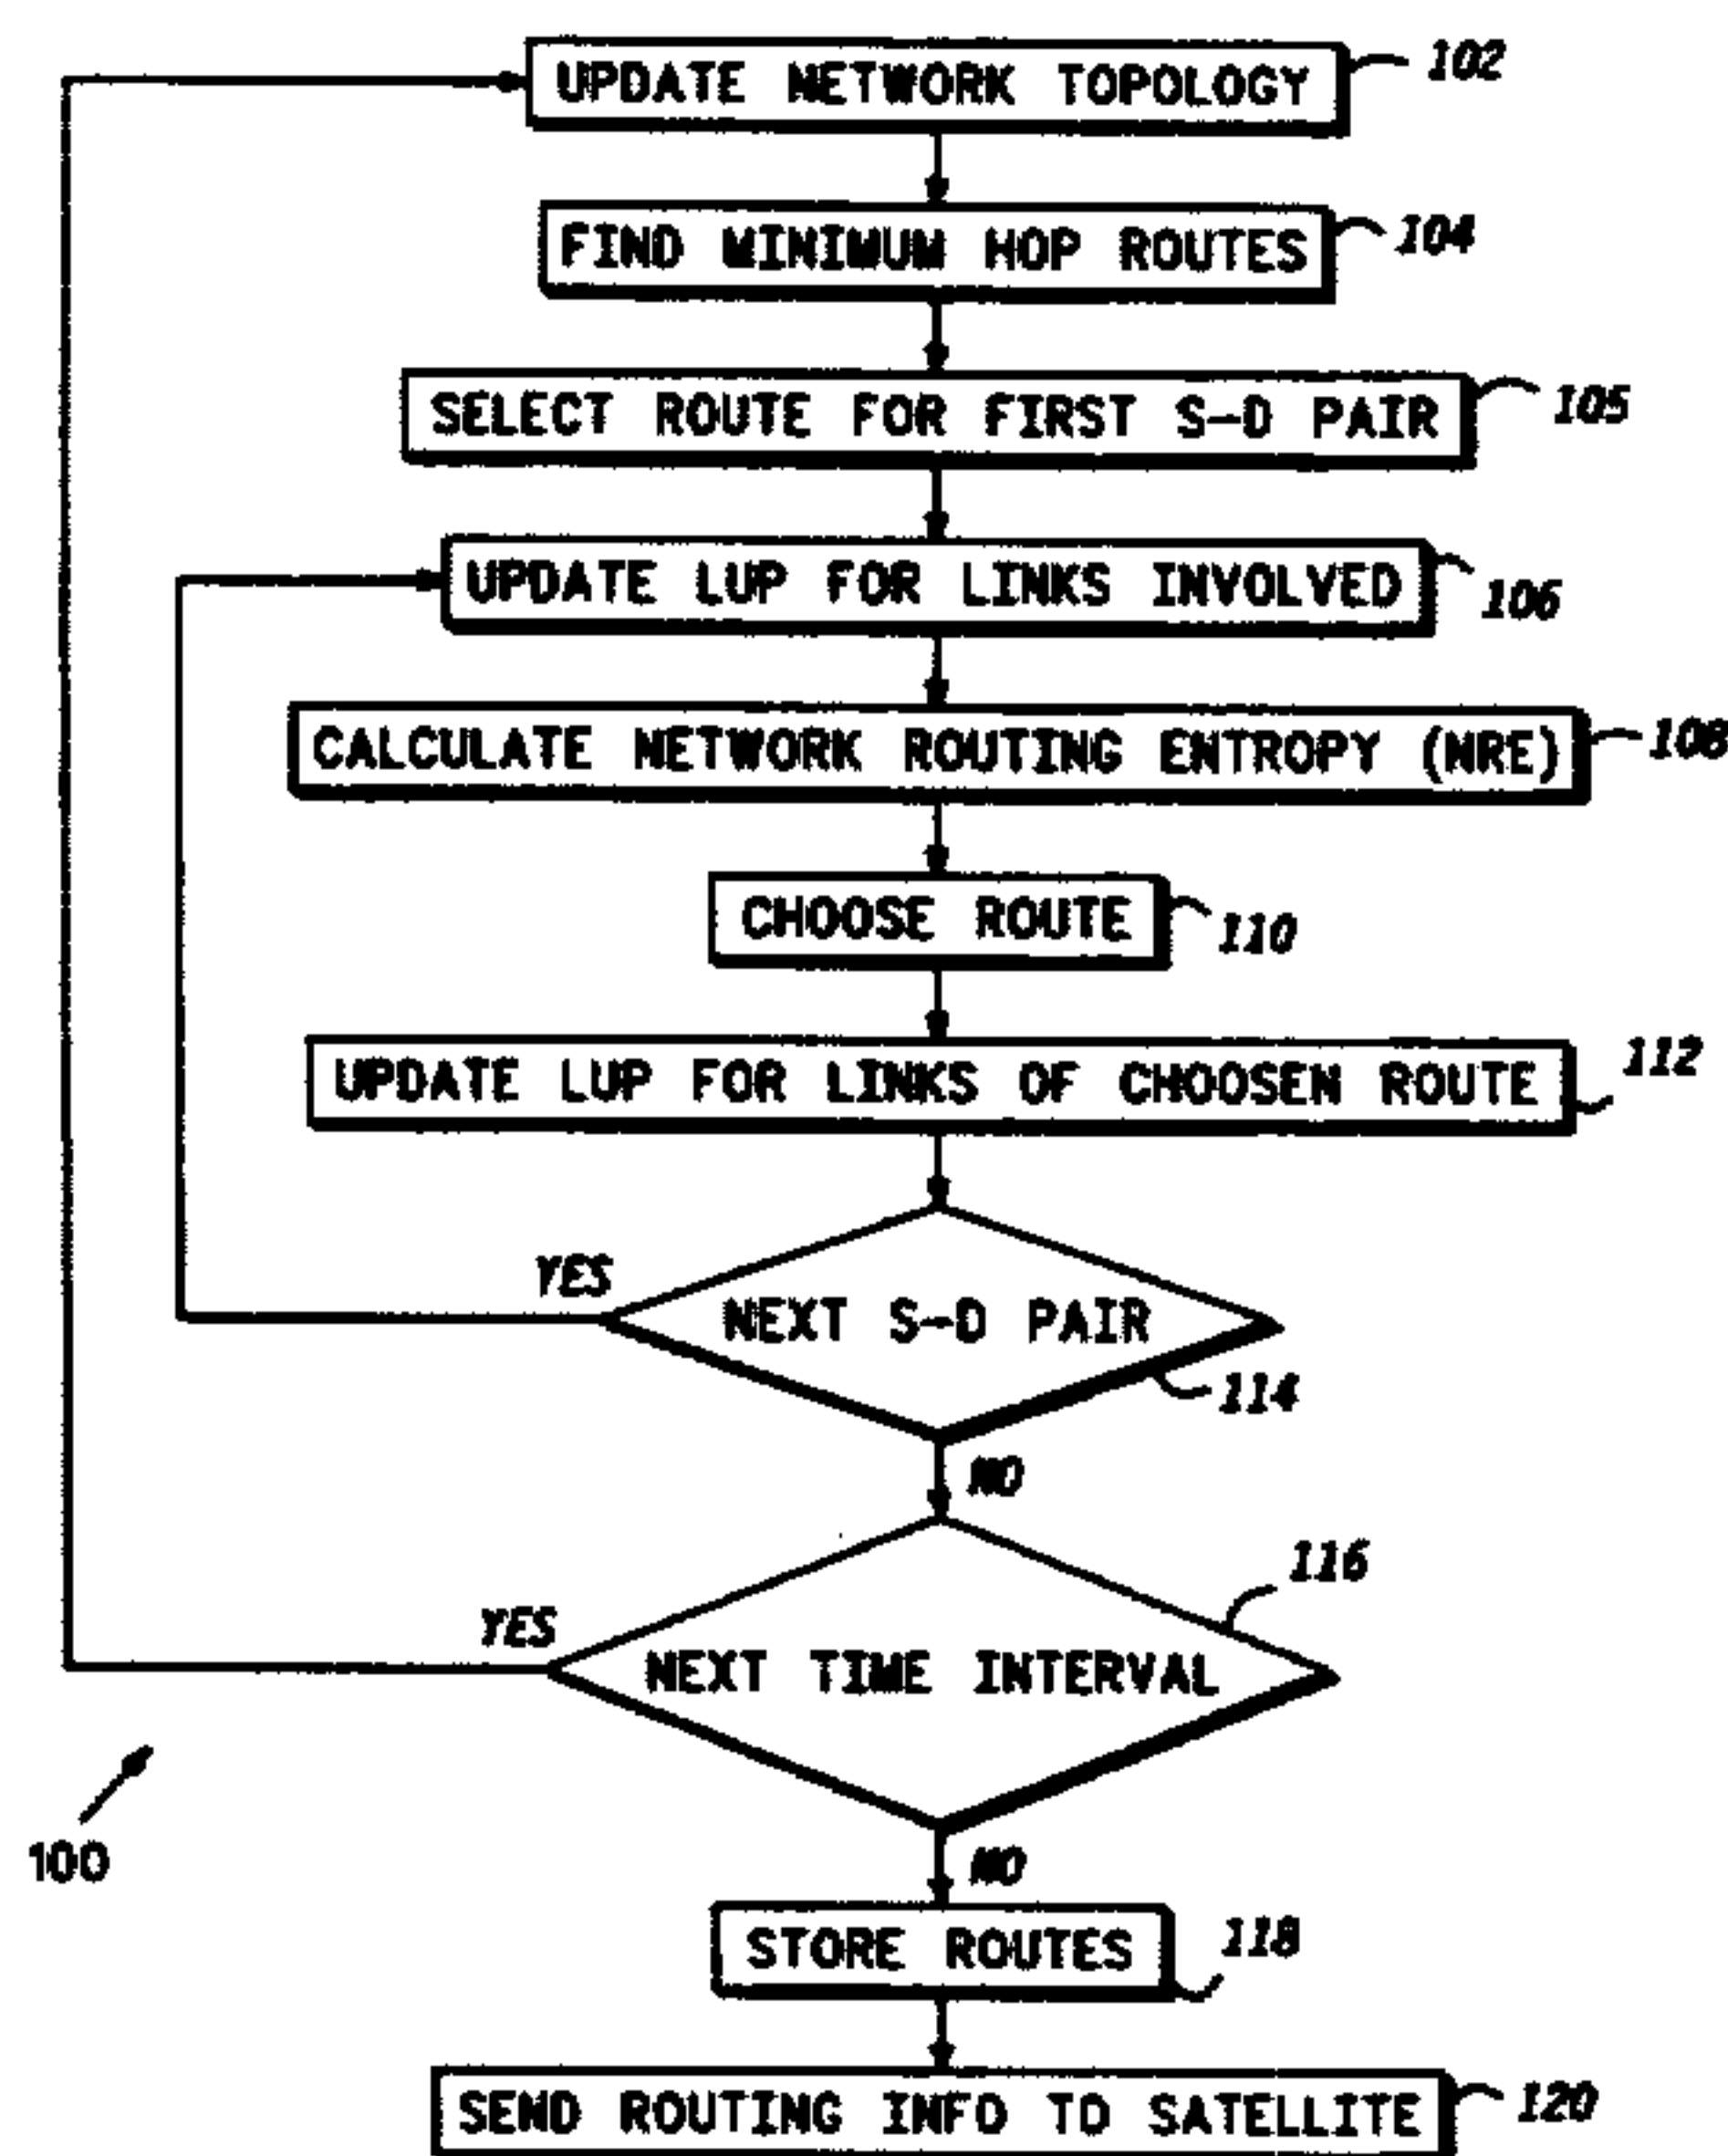 UPDATE NETWORK TOPOLOGY
102
FIND MINIMUM HOP ROUTES
104
SELECT ROUTE FOR FIRST S-D PAIR
105
UPDATE LUP FOR LINKS INVOLVED
106
CALCULATE NETWORK ROUTING ENTROPY (NRE)
108
CHOOSE ROUTE
110
UPDATE LUP FOR LINKS OF CHOOSEN ROUTE
112
YES
NEXT S-D PAIR
114
NO
116
YES
NEXT TIME INTERVAL
100
NO
STORE ROUTES
118
SEND ROUTING INFO TO SATELLITE
120